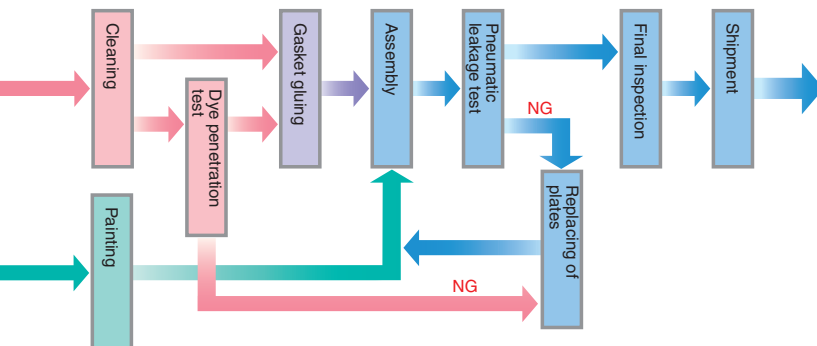 Cleaning
Dye penetration
test
Gasket gluing
Assembly
Pneumatic
leakage test
NG
Final inspection
Shipment
Painting
Replacing of
plates
NG